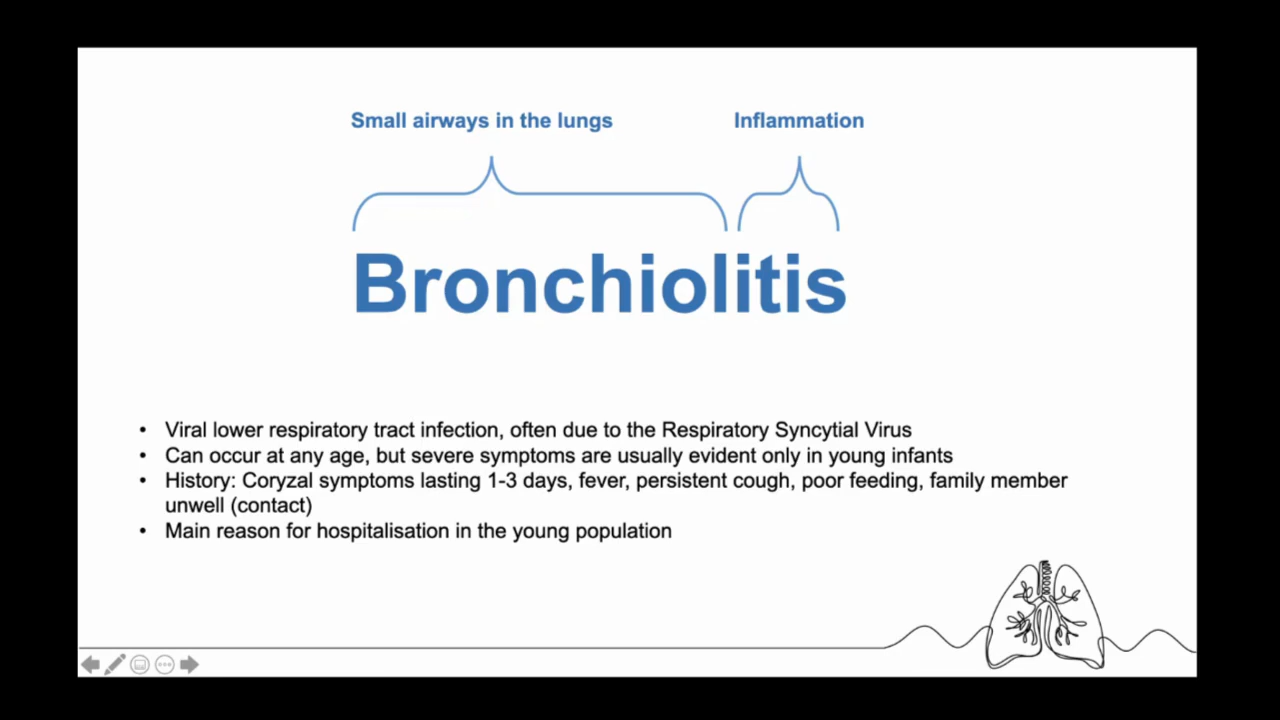 Small airways in the lungs Inflammation
Bronchiolitis
• Viral lower respiratory tract infection, often due to the Respiratory Syncytial Virus
• Can occur at any age, but severe symptoms are usually evident only in young infants
• History: Coryzal symptoms lasting 1-3 days, fever, persistent cough, poor feeding, family member
unwell (contact)
• Main reason for hospitalisation in the young population